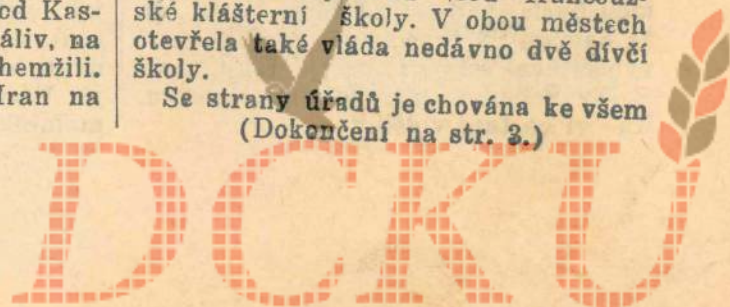 cd Kas-
áliv, na
hemžili.
Iran na
ské klášterní školy. V obou městech
otevřela také vláda nedávno dvě dívčí
školy.
Se strany úřadů je chována ke všem
(Dokončení na str. 3.)
DCKU